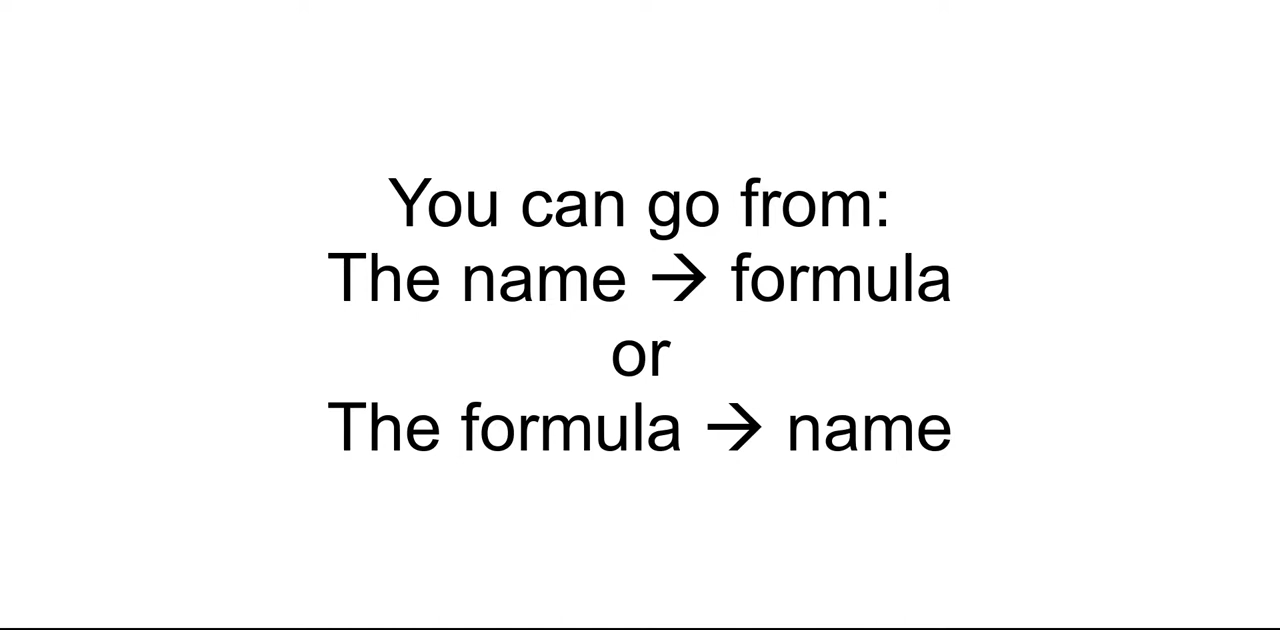 You can go from:
The name → formula
or
The formula → name